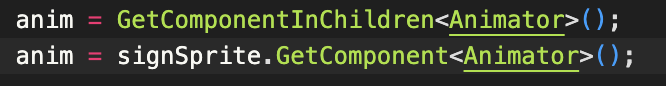 anim = GetComponentInChildren<Animator>();
anim = signSprite.GetComponent<Animator>();